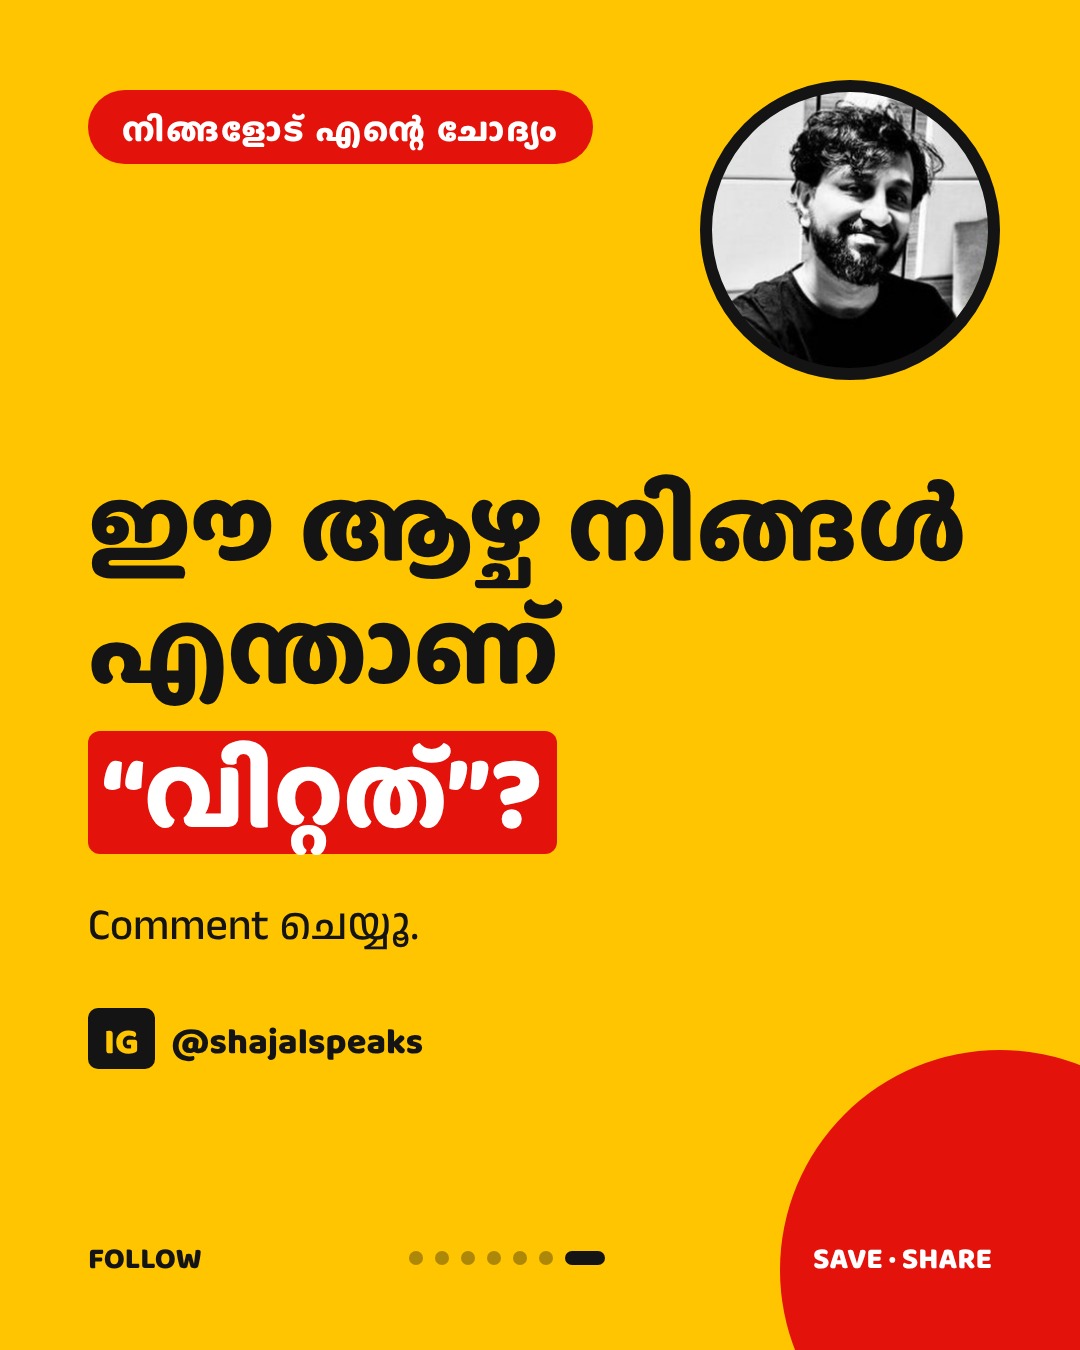 നിങ്ങളോട് എന്റെ ചോദ്യം
ഈ ആഴ്ച നിങ്ങൾ
എന്താണ്
“വിറ്റത്”?
Comment ചെയ്യൂ.
IG @shajalspeaks
FOLLOW
SAVE · SHARE